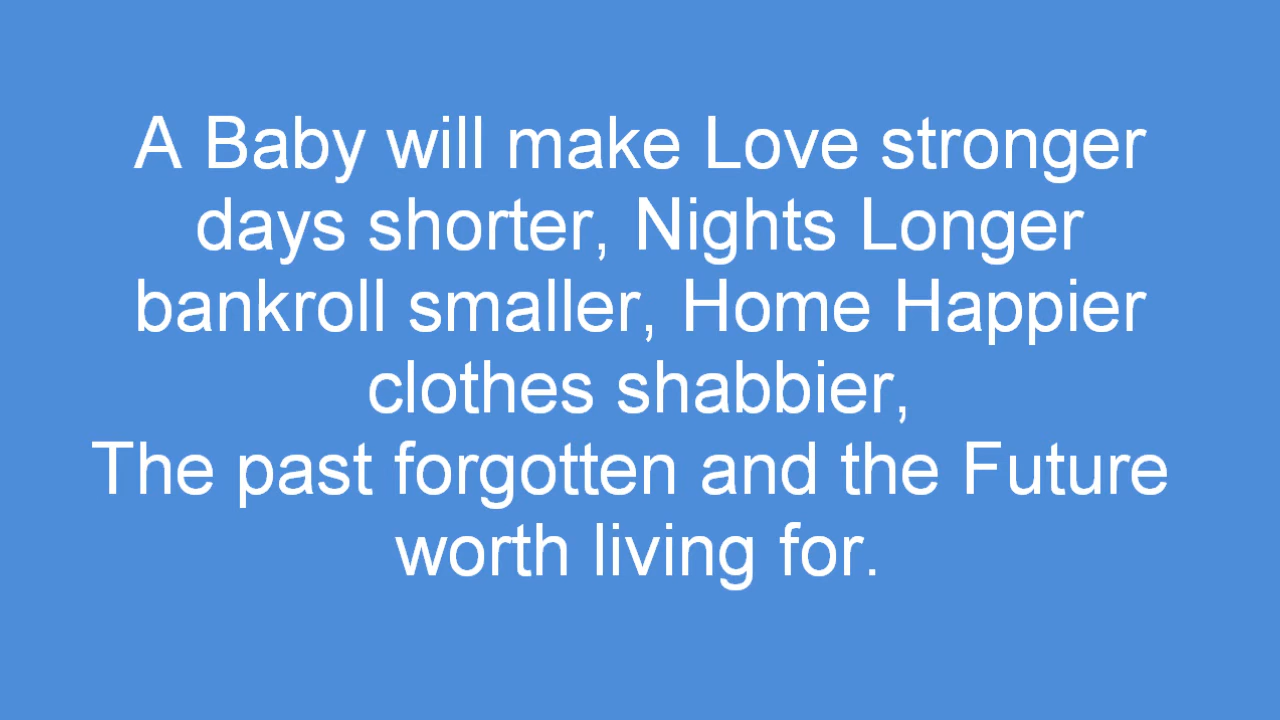 A Baby will make Love stronger
days shorter, Nights Longer
bankroll smaller, Home Happier
clothes shabbier,
The past forgotten and the Future
worth living for.